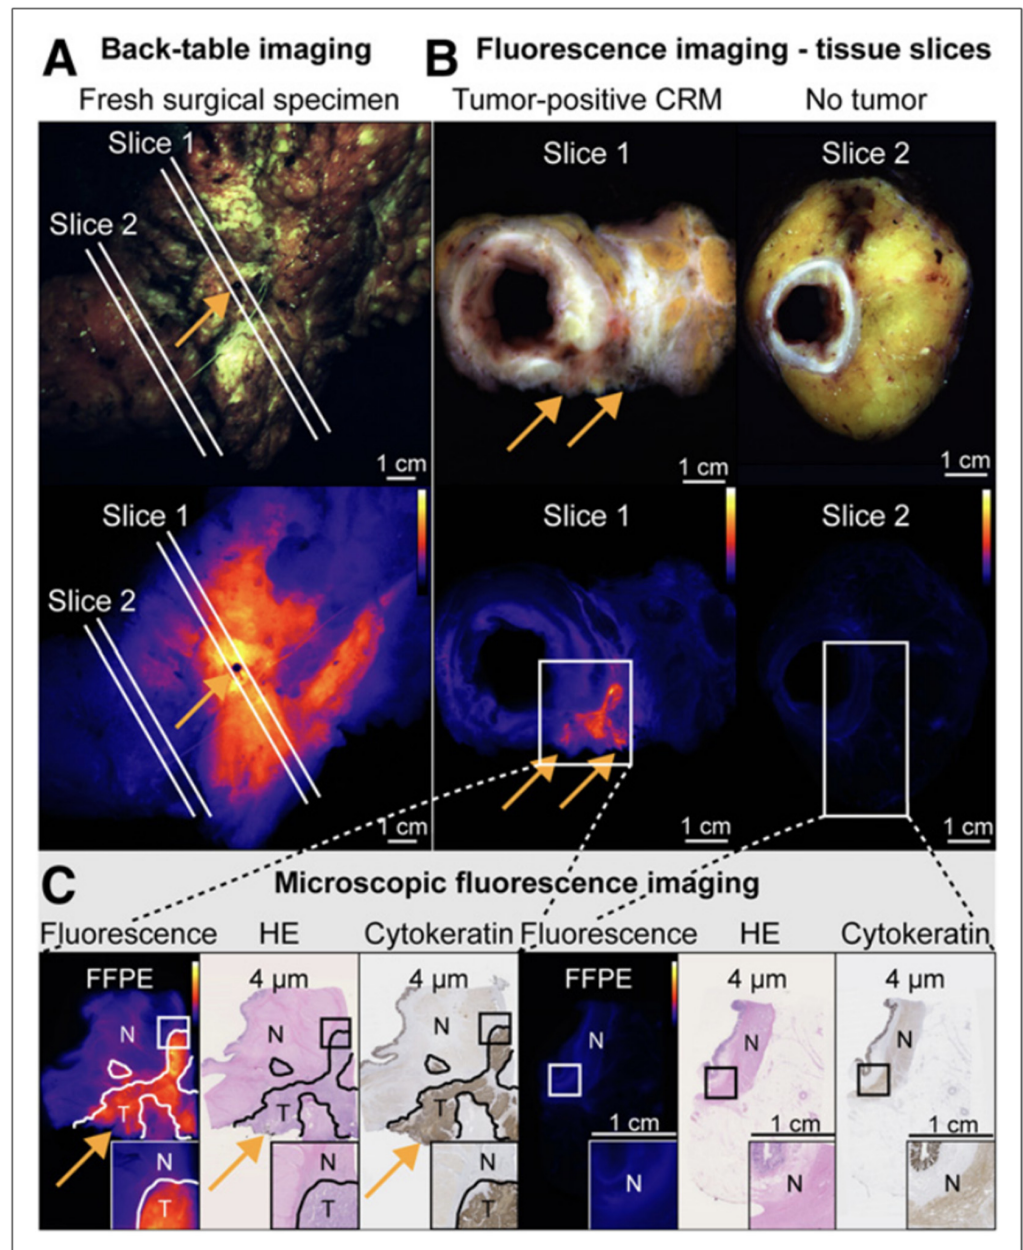 A Back-table imaging
Fresh surgical specimen
B Fluorescence imaging - tissue slices
Tumor-positive CRM No tumor
Slice 1
Slice 2
1 cm
Slice 1
1 cm
Slice 2
1 cm
Slice 1
Slice 2
1 cm
Slice 1
1 cm
Slice 2
1 cm
C Microscopic fluorescence imaging
Fluorescence HE Cytokeratin Fluorescence HE Cytokeratin
FFPE 4 µm 4 µm FFPE 4 µm 4 µm
N N N N N N
T T T
1 cm 1 cm 1 cm
N N N N N N
T T T